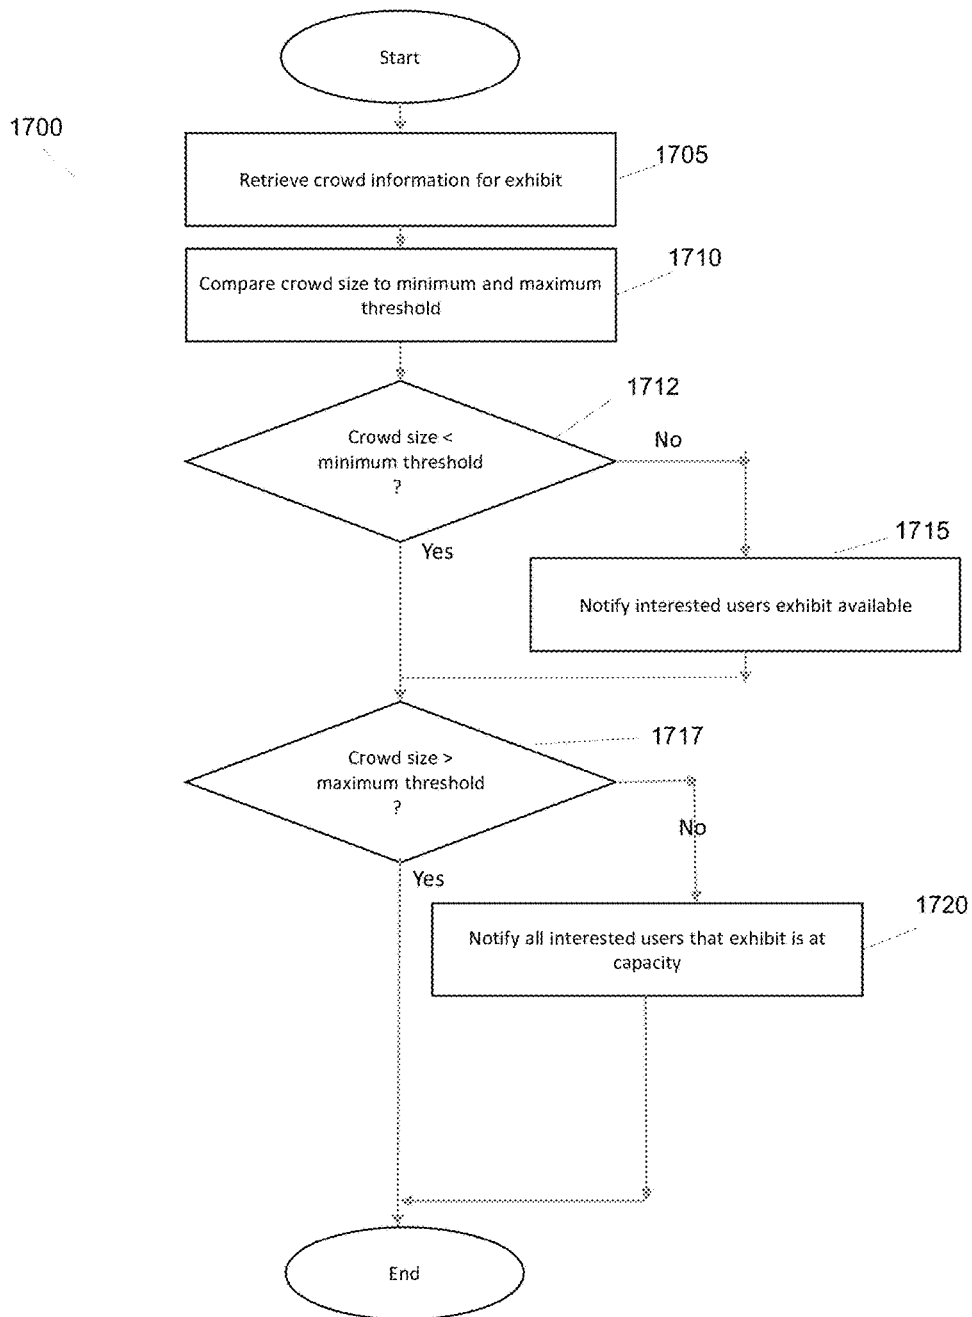 Start
1700
1705
Retrieve crowd information for exhibit
1710
Compare crowd size to minimum and maximum
threshold
1712
Crowd size <
minimum threshold
?
No
Yes
1715
Notify interested users exhibit available
1717
Crowd size >
maximum threshold
?
No
Yes
1720
Notify all interested users that exhibit is at
capacity
End